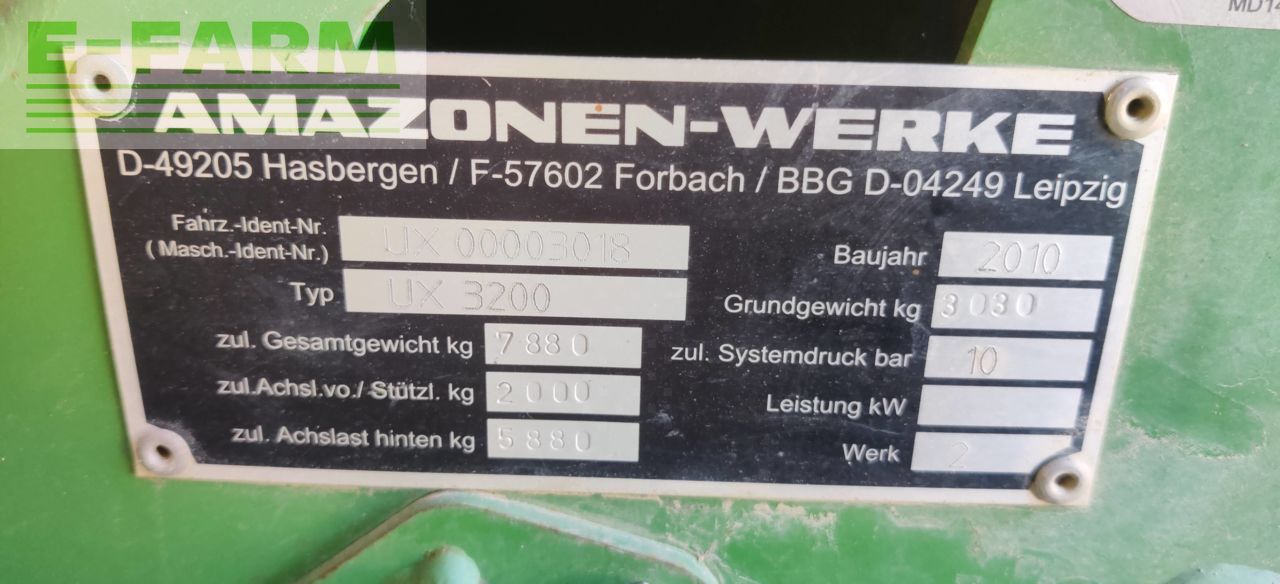 MD14
E-FARM
AMAZONEN-WERKE
D-49205 Hasbergen / F-57602 Forbach / BBG D-04249 Leipzig
Fahrz.-Ident-Nr.
(Masch.-Ident-Nr.) UX 00003018
Typ UX 3200
zul. Gesamtgewicht kg 7880
zul.Achsl.vo./ Stützl. kg 2000
zul. Achslast hinten kg 5880
Baujahr 2010
Grundgewicht kg 3030
zul. Systemdruck bar 10
Leistung kW
Werk 2